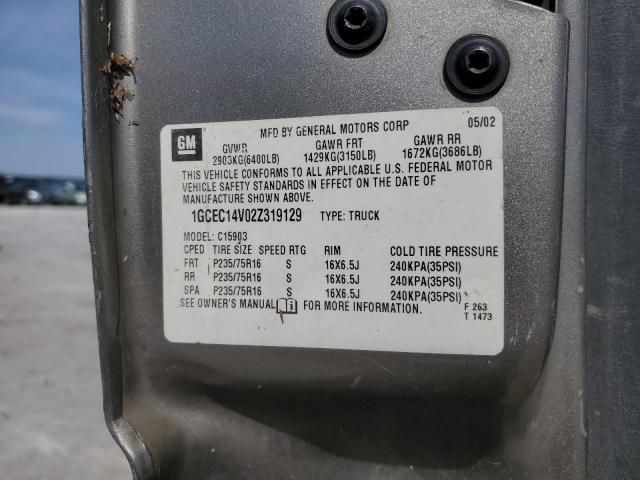 GM
MFD BY GENERAL MOTORS CORP 05/02
GVWR GAWR FRT GAWR RR
2903KG(6400LB) 1429KG(3150LB) 1672KG(3686LB)
THIS VEHICLE CONFORMS TO ALL APPLICABLE U.S. FEDERAL MOTOR
VEHICLE SAFETY STANDARDS IN EFFECT ON THE DATE OF
MANUFACTURE SHOWN ABOVE.
1GCEC14V02Z319129 TYPE: TRUCK
MODEL: C15903
CPED TIRE SIZE SPEED RTG RIM COLD TIRE PRESSURE
FRT P235/75R16 S 16X6.5J 240KPA(35PSI)
RR P235/75R16 S 16X6.5J 240KPA(35PSI)
SPA P235/75R16 S 16X6.5J 240KPA(35PSI)
SEE OWNER'S MANUAL FOR MORE INFORMATION.
F 263
T 1473